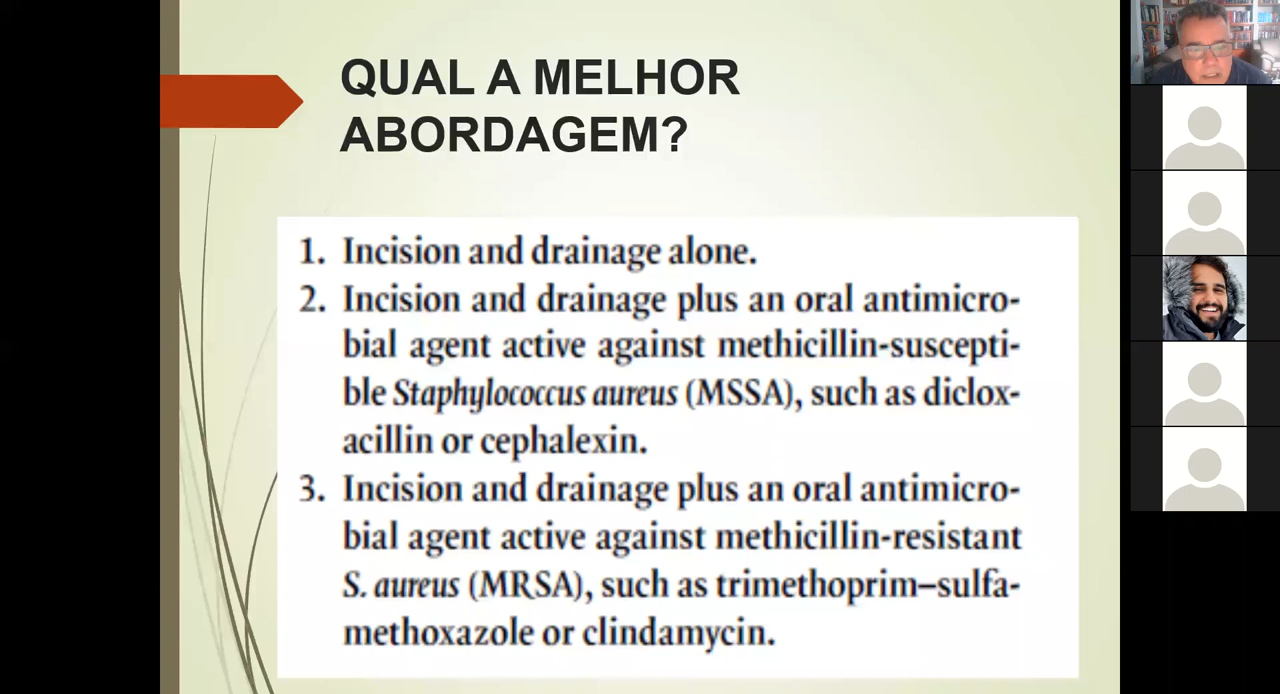 QUAL A MELHOR
ABORDAGEM?
1. Incision and drainage alone.
2. Incision and drainage plus an oral antimicro-
bial agent active against methicillin-suscepti-
ble Staphylococcus aureus (MSSA), such as diclox-
acillin or cephalexin.
3. Incision and drainage plus an oral antimicro-
bial agent active against methicillin-resistant
S. aureus (MRSA), such as trimethoprim–sulfa-
methoxazole or clindamycin.